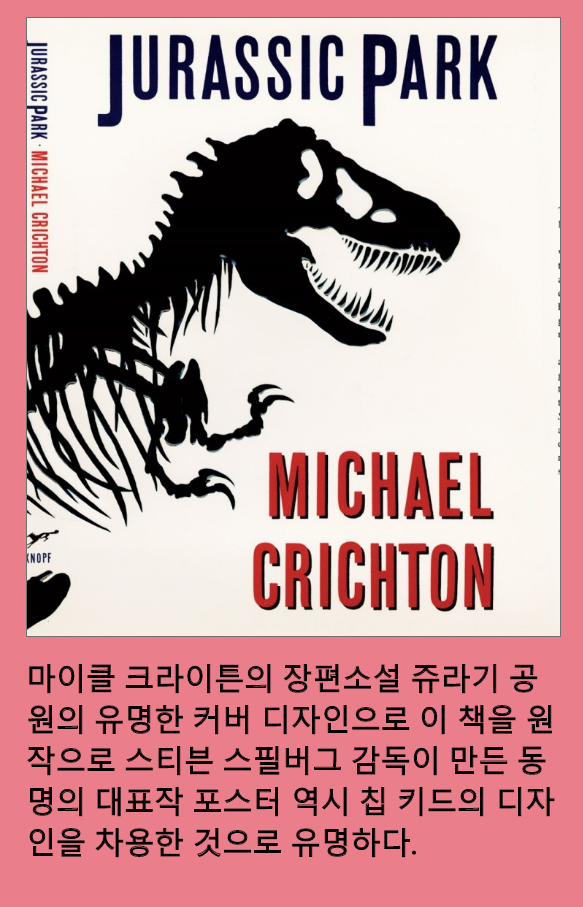 JURASSIC PARK
JURASSIC PARK · MICHAEL CRICHTON
MICHAEL
CRICHTON
KNOPF
마이클 크라이튼의 장편소설 쥬라기 공
원의 유명한 커버 디자인으로 이 책을 원
작으로 스티븐 스필버그 감독이 만든 동
명의 대표작 포스터 역시 칩 키드의 디자
인을 차용한 것으로 유명하다.